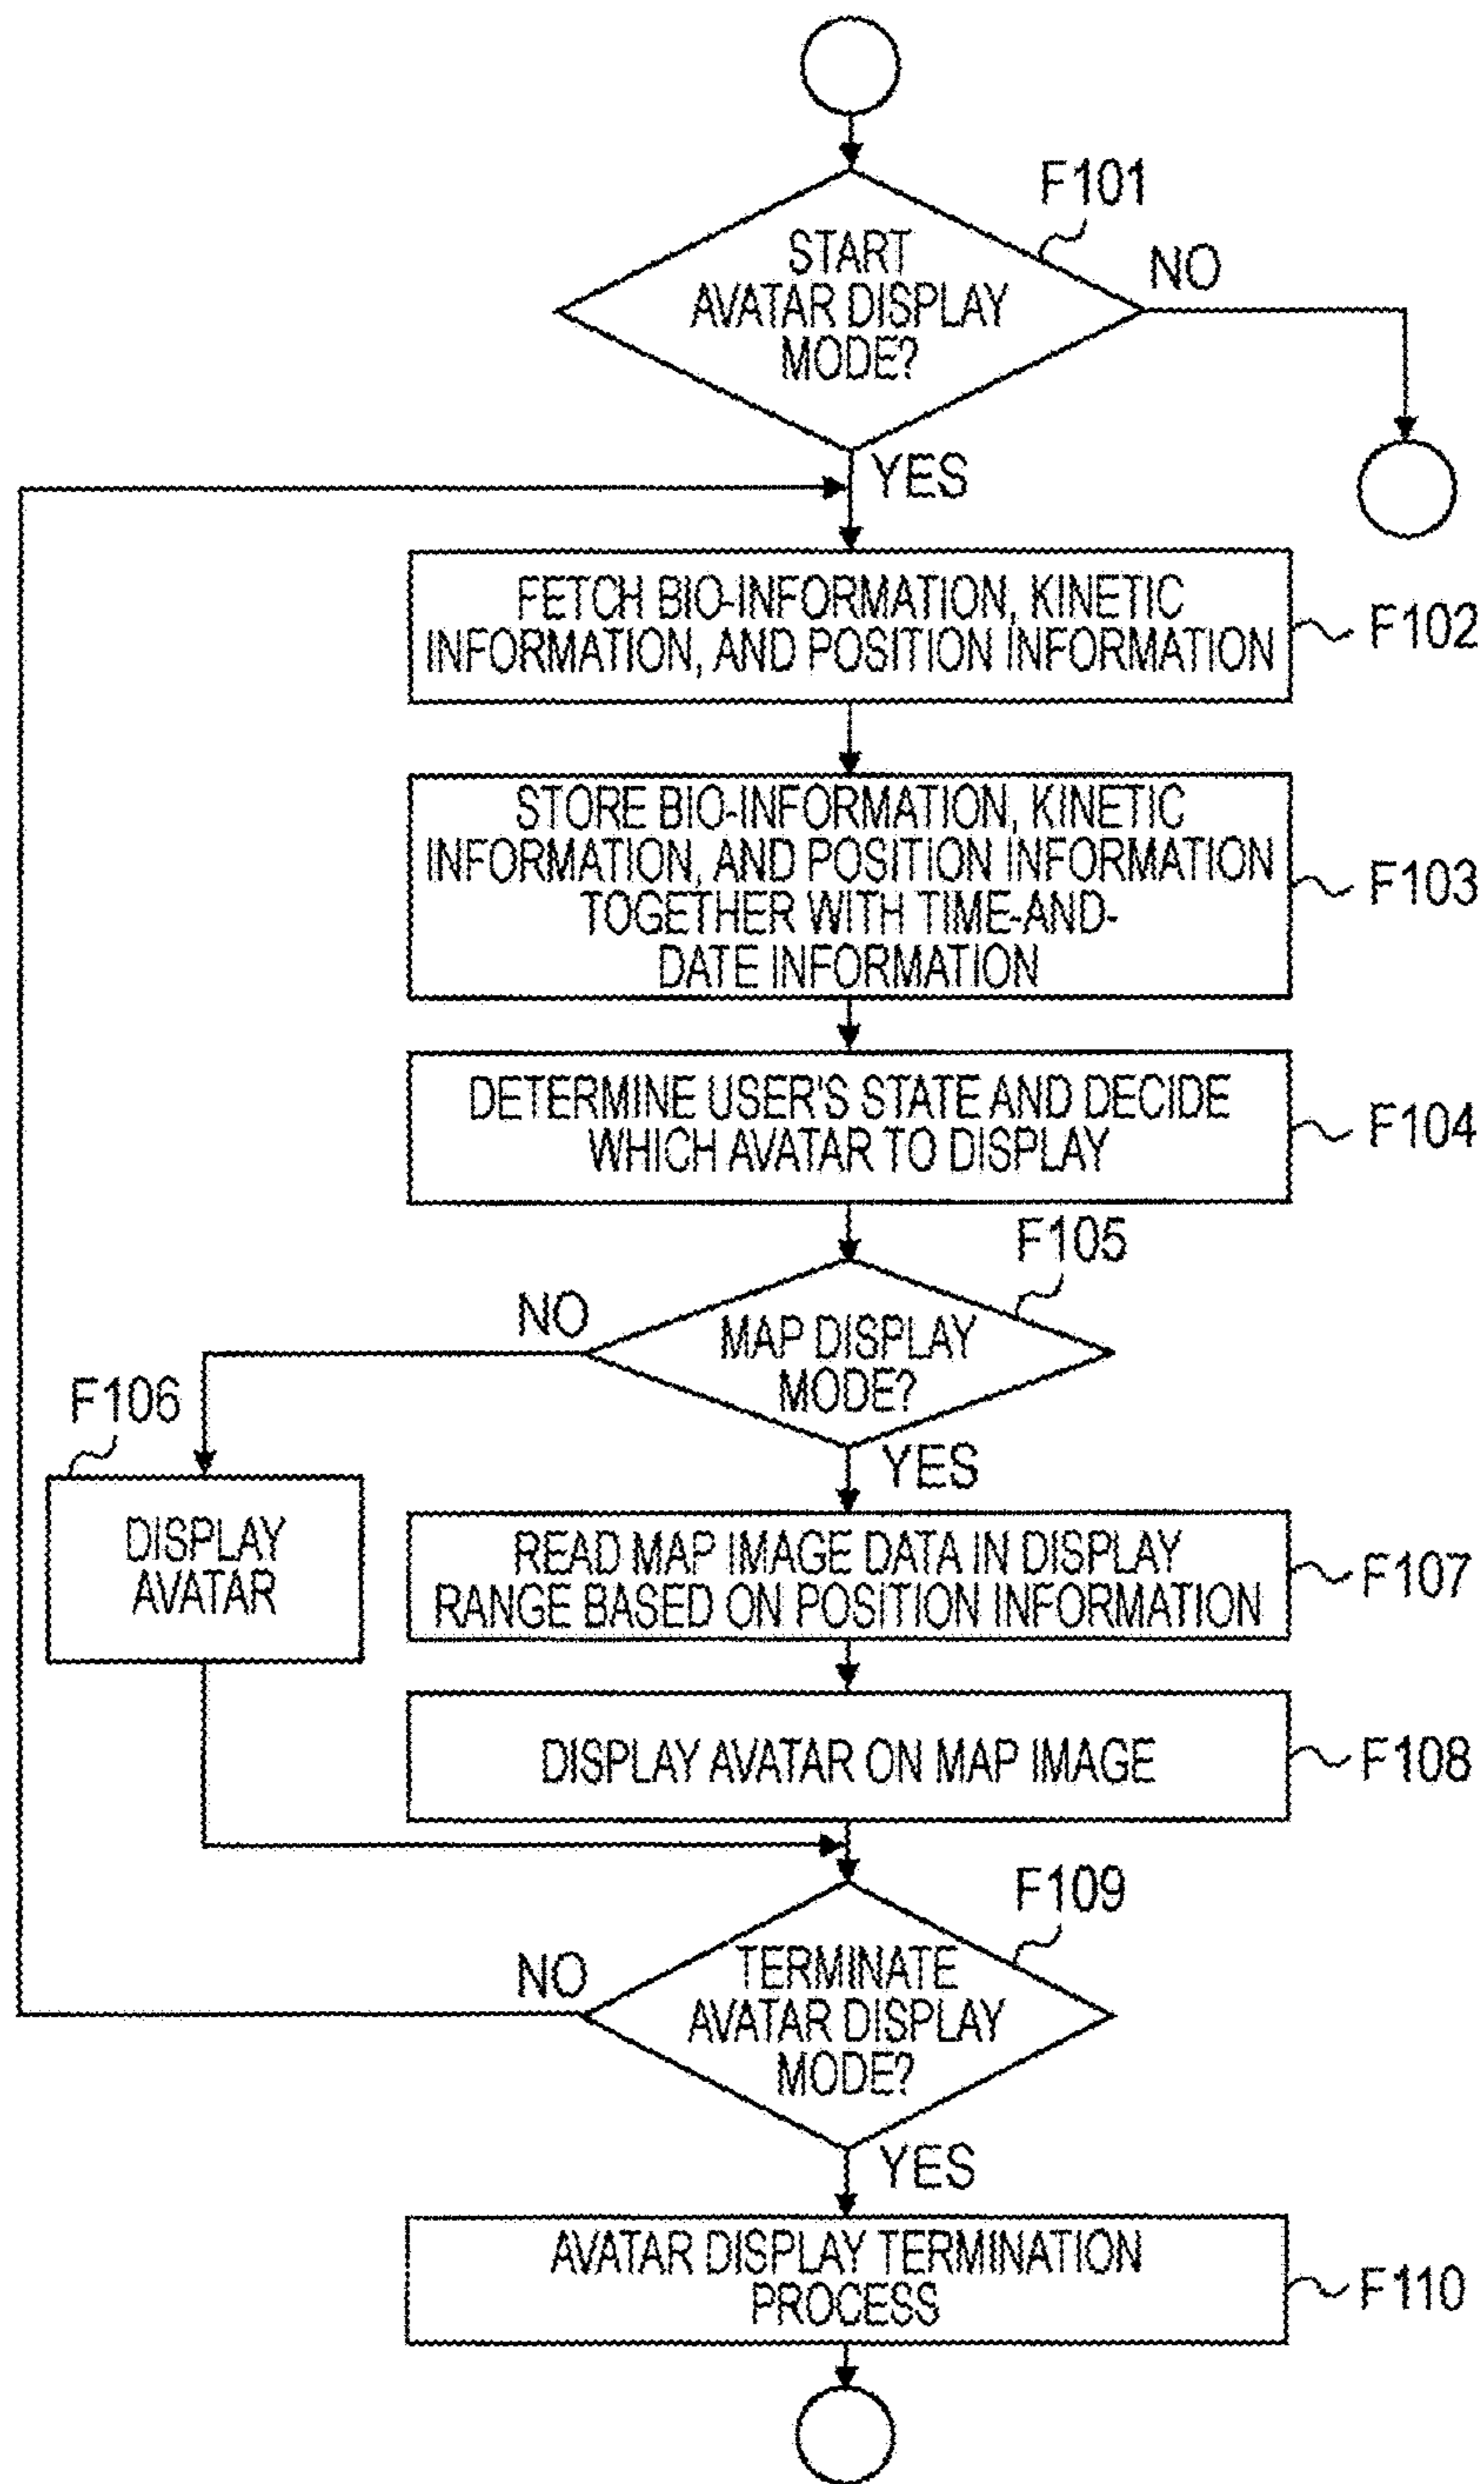 F101
START
AVATAR DISPLAY
MODE?
NO
YES
FETCH BIO-INFORMATION, KINETIC
INFORMATION, AND POSITION INFORMATION
F102
STORE BIO-INFORMATION, KINETIC
INFORMATION, AND POSITION INFORMATION
TOGETHER WITH TIME-AND-
DATE INFORMATION
F103
DETERMINE USER'S STATE AND DECIDE
WHICH AVATAR TO DISPLAY
F104
F105
NO
MAP DISPLAY
MODE?
YES
F106
DISPLAY
AVATAR
READ MAP IMAGE DATA IN DISPLAY
RANGE BASED ON POSITION INFORMATION
F107
DISPLAY AVATAR ON MAP IMAGE
F108
F109
NO
TERMINATE
AVATAR DISPLAY
MODE?
YES
AVATAR DISPLAY TERMINATION
PROCESS
F110